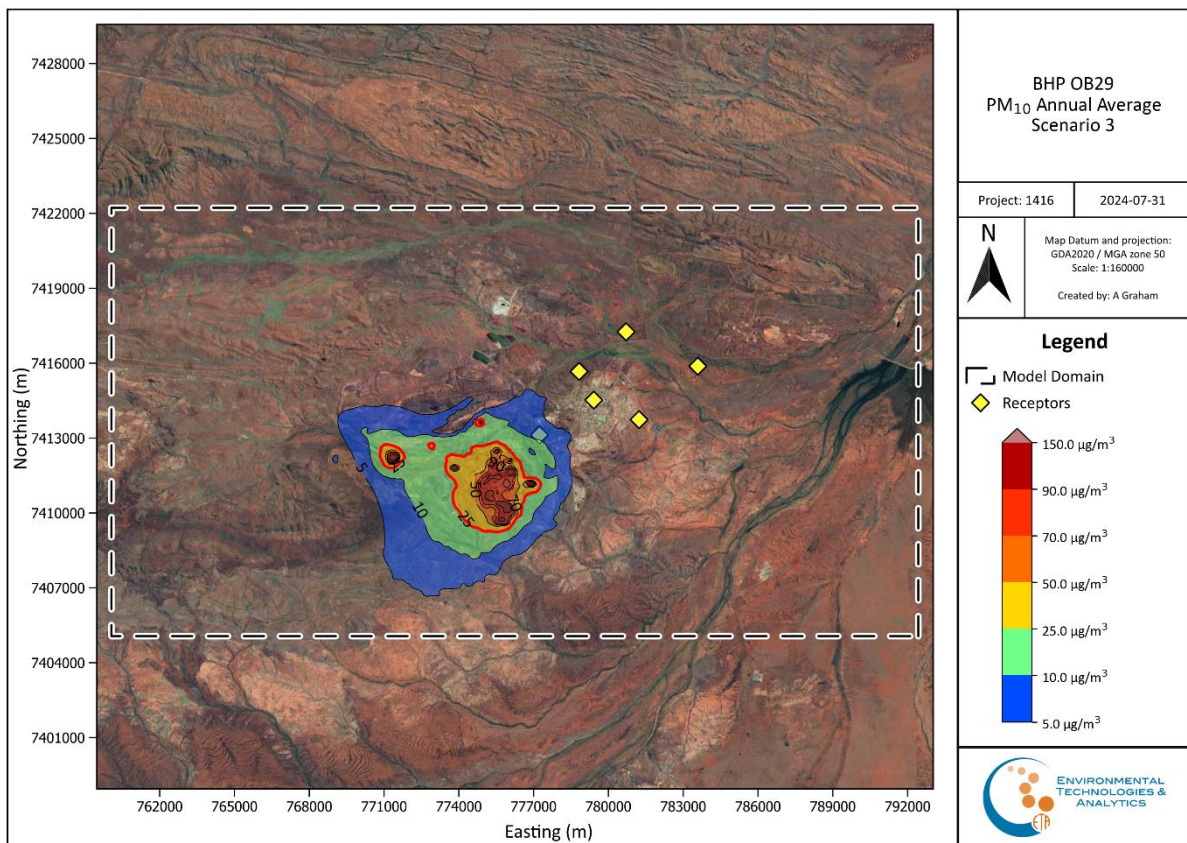 7428000
7425000
7422000
7419000
7416000
7413000
7410000
7407000
7404000
7401000
Northing (m)
762000 765000 768000 771000 774000 777000 780000 783000 786000 789000 792000
Easting (m)
5
10
25
50
90
BHP OB29
PM₁₀ Annual Average
Scenario 3
Project: 1416
2024-07-31
N
Map Datum and projection:
GDA2020 / MGA zone 50
Scale: 1:160000
Created by: A Graham
Legend
Model Domain
Receptors
150.0 µg/m³
90.0 µg/m³
70.0 µg/m³
50.0 µg/m³
25.0 µg/m³
10.0 µg/m³
5.0 µg/m³
ENVIRONMENTAL
TECHNOLOGIES &
ANALYTICS
ETA